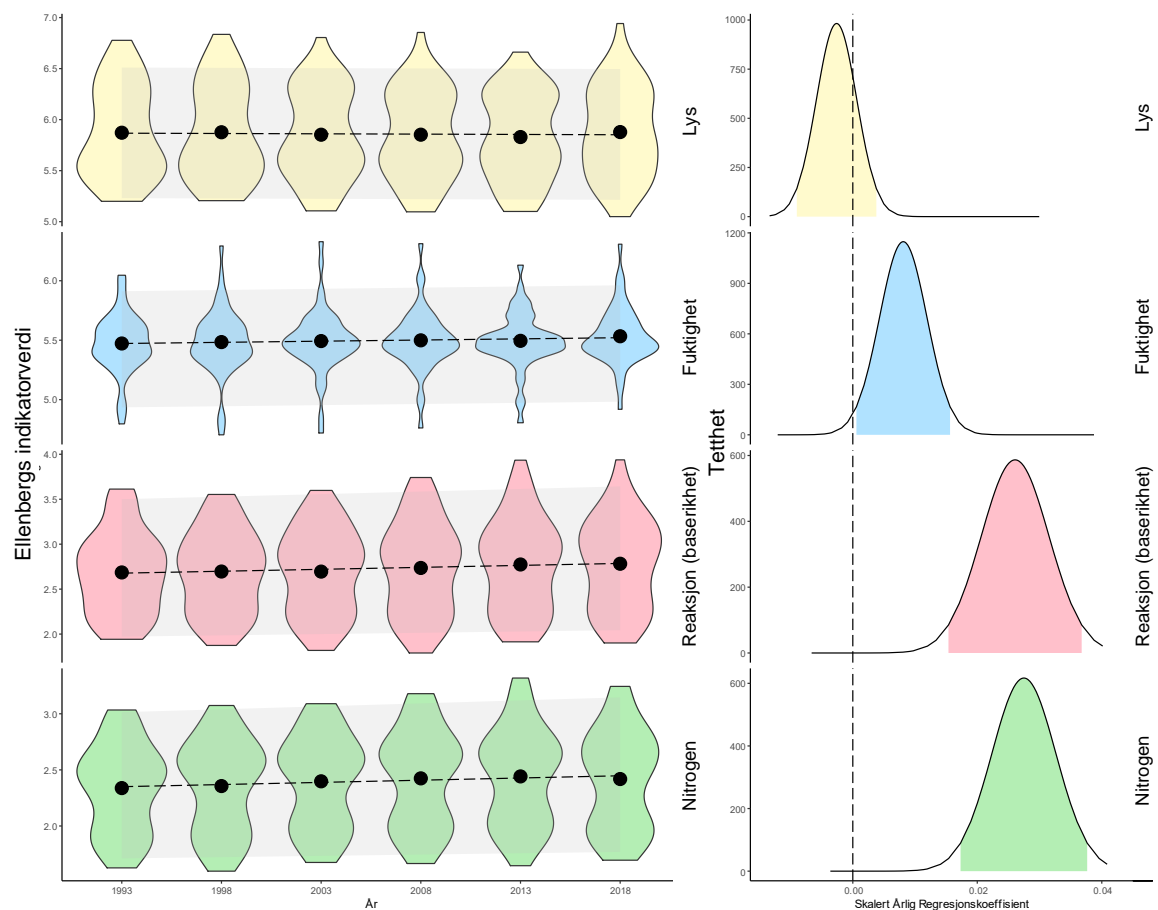 Ellenbergs indikatorverdi
7.0
6.5
6.0
5.5
5.0
Lys
6.0
5.5
5.0
Fuktighet
4.0
3.5
3.0
2.5
2.0
Reaksjon (baserikhet)
3.0
2.5
2.0
Nitrogen
1993 1998 2003 2008 2013 2018
År
Tetthet
1000
750
500
250
0
Lys
1200
900
600
300
0
Fuktighet
600
400
200
0
Reaksjon (baserikhet)
600
400
200
0
Nitrogen
0.00 0.02 0.04
Skalert Årlig Regresjonskoeffisient